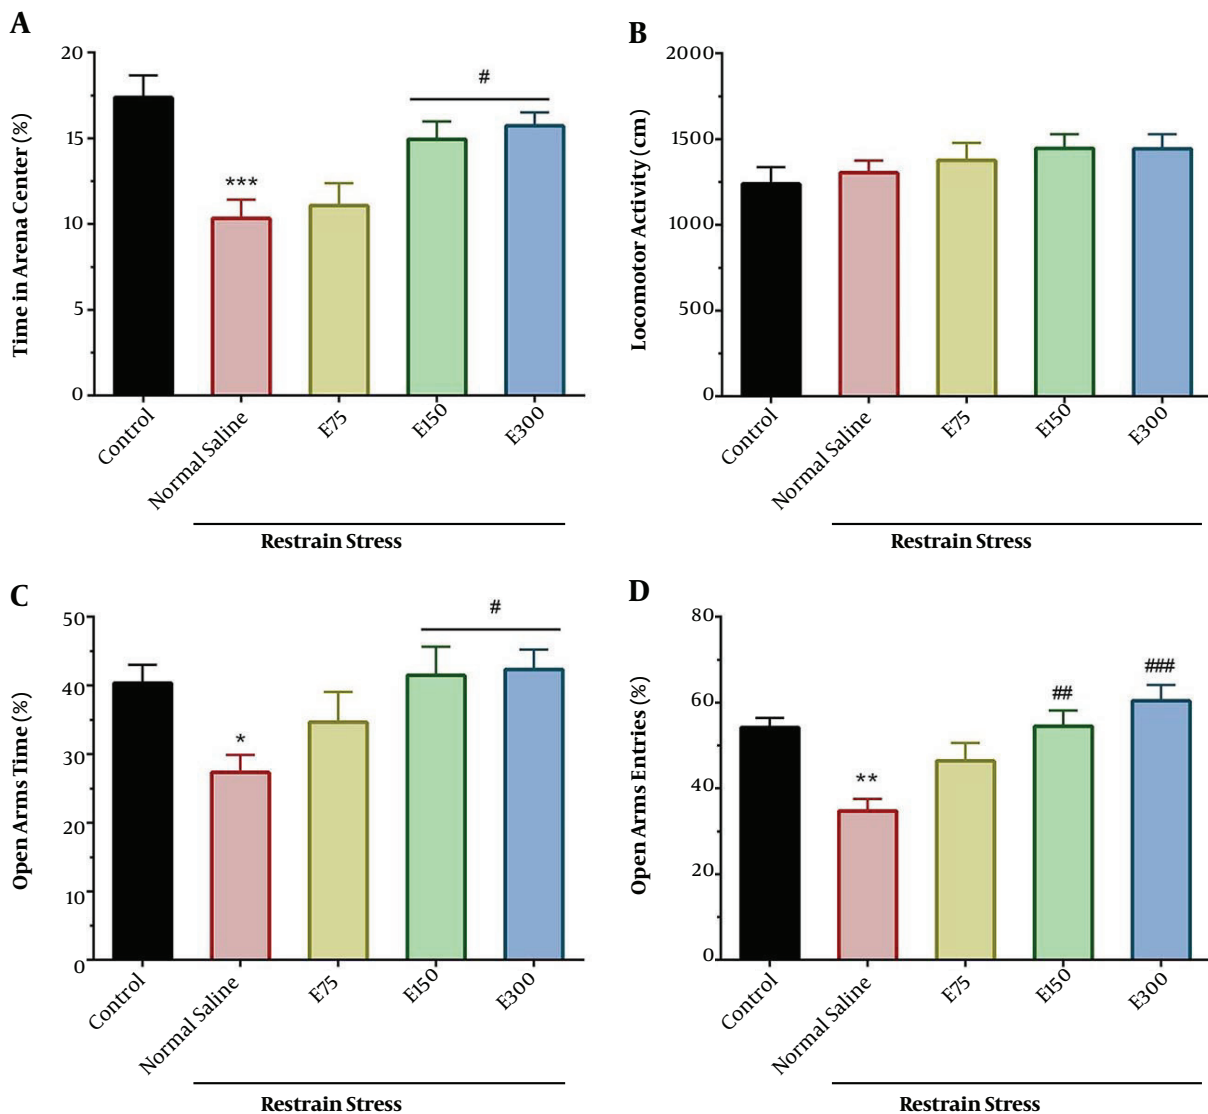 A
Time in Arena Center (%)
20
15
10
5
0
***
#
Control
Normal Saline
E75
E150
E300
Restrain Stress
B
Locomotor Activity (cm)
2000
1500
1000
500
0
Control
Normal Saline
E75
E150
E300
Restrain Stress
C
Open Arms Time (%)
50
40
30
20
10
0
*
#
Control
Normal Saline
E75
E150
E300
Restrain Stress
D
Open Arms Entries (%)
80
60
40
20
0
**
##
###
Control
Normal Saline
E75
E150
E300
Restrain Stress